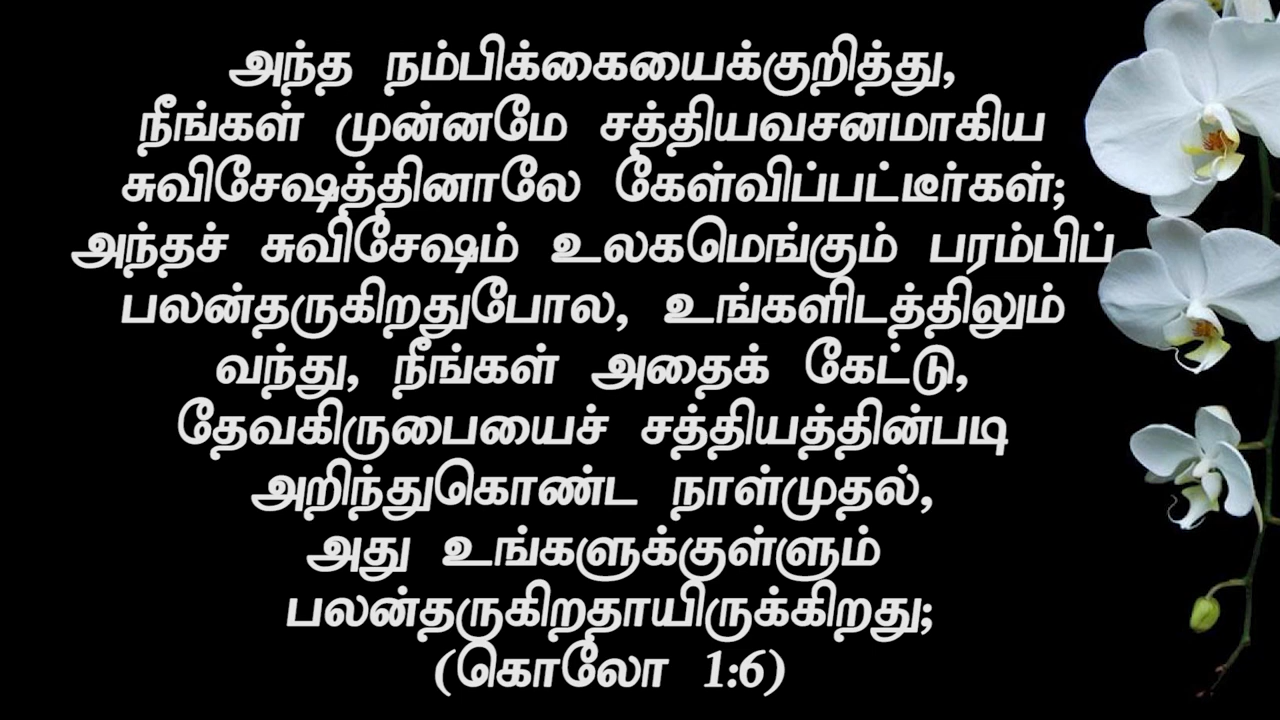 அந்த நம்பிக்கையைக்குறித்து,
நீங்கள் முன்னமே சத்தியவசனமாகிய
சுவிசேஷத்தினாலே கேள்விப்பட்டீர்கள்;
அந்தச் சுவிசேஷம் உலகமெங்கும் பரம்பிப்
பலன்தருகிறதுபோல, உங்களிடத்திலும்
வந்து, நீங்கள் அதைக் கேட்டு,
தேவகிருபையைச் சத்தியத்தின்படி
அறிந்துகொண்ட நாள்முதல்,
அது உங்களுக்குள்ளும்
பலன்தருகிறதாயிருக்கிறது;
(கொலோ 1:6)